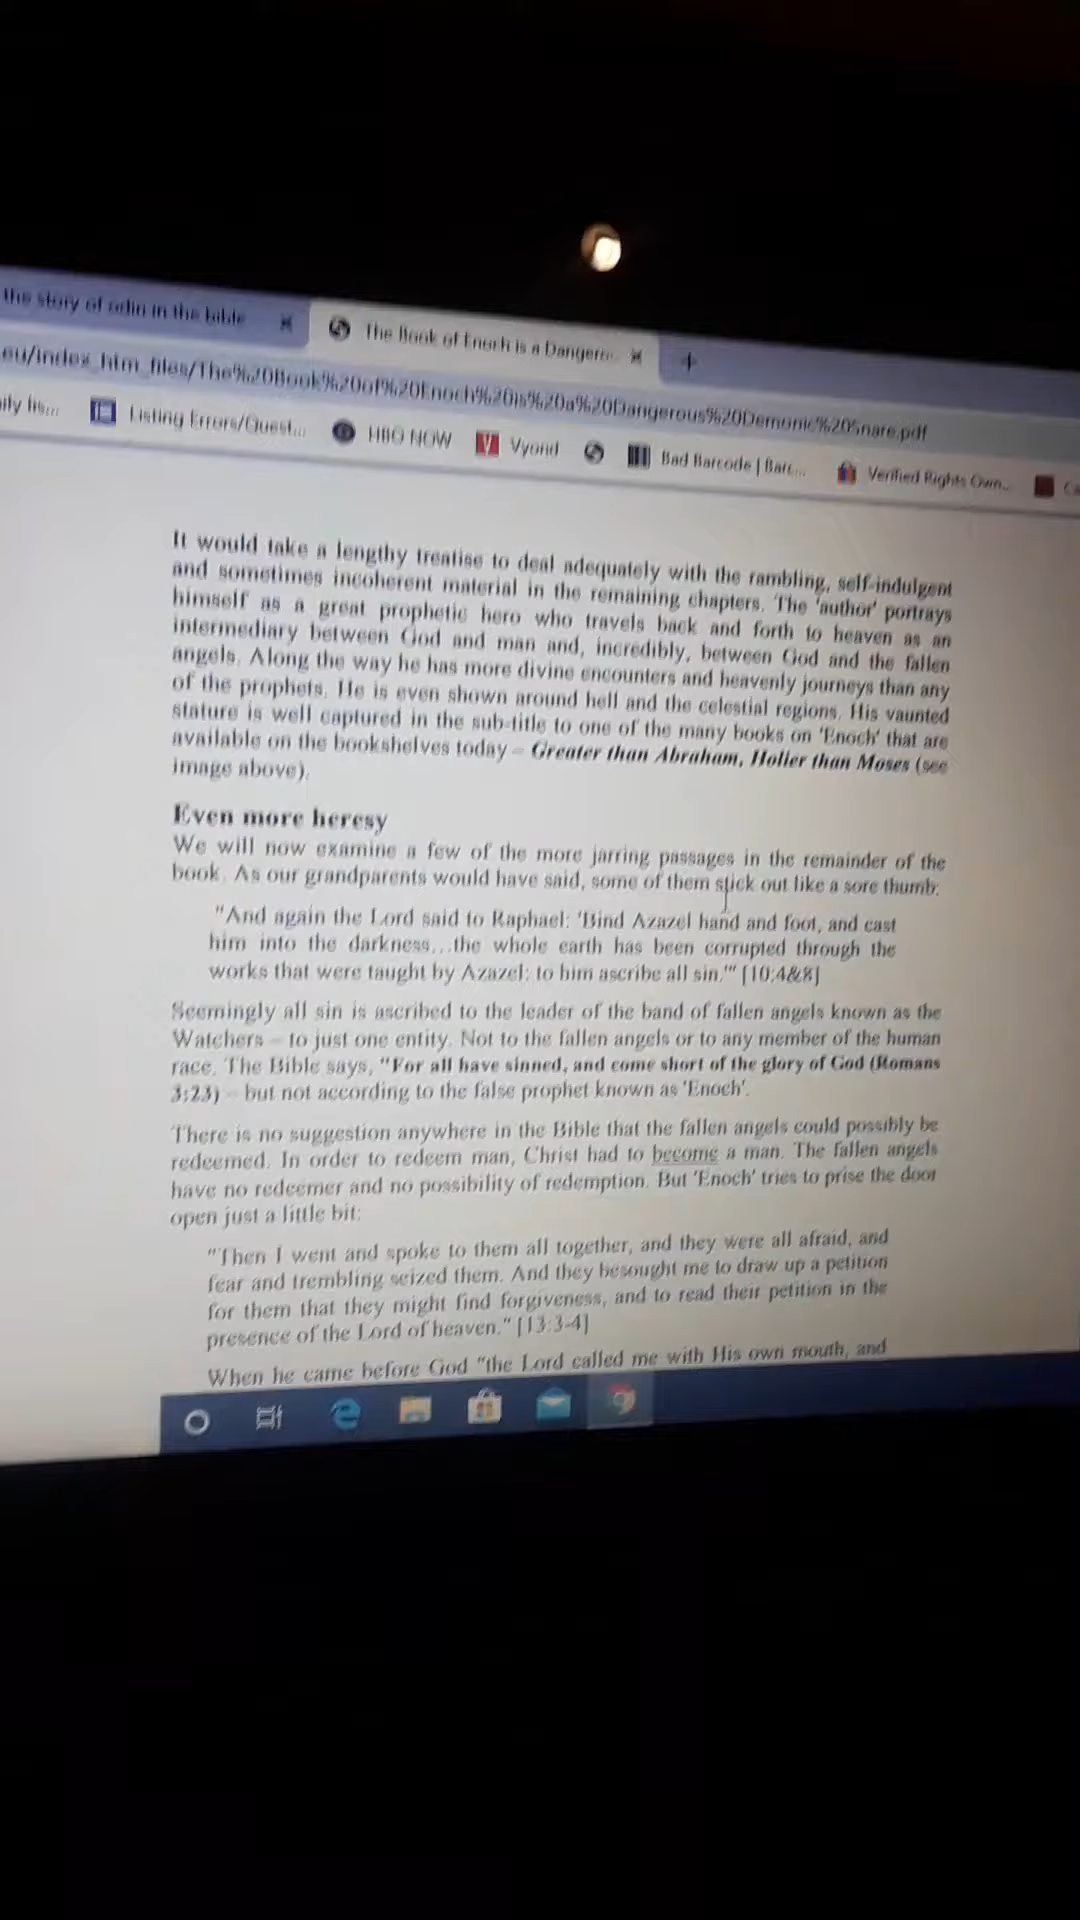 the story of odin in the bible
The Book of Enoch is a Dangero...
eu/index_htm_files/The%20Book%20of%20Enoch%20is%20a%20Dangerous%20Demonic%20Snare.pdf
Listing Errors/Quest...
HBO NOW
Vyond
Bad Barcode | Barc...
Verified Rights Own...
It would take a lengthy treatise to deal adequately with the rambling, self-indulgent
and sometimes incoherent material in the remaining chapters. The 'author' portrays
himself as a great prophetic hero who travels back and forth to heaven as an
intermediary between God and man and, incredibly, between God and the fallen
angels. Along the way he has more divine encounters and heavenly journeys than any
of the prophets. He is even shown around hell and the celestial regions. His vaunted
stature is well captured in the sub-title to one of the many books on 'Enoch' that are
available on the bookshelves today – Greater than Abraham, Holier than Moses (see
image above).
Even more heresy
We will now examine a few of the more jarring passages in the remainder of the
book. As our grandparents would have said, some of them stick out like a sore thumb:
"And again the Lord said to Raphael: 'Bind Azazel hand and foot, and cast
him into the darkness...the whole earth has been corrupted through the
works that were taught by Azazel: to him ascribe all sin.'" [10:4&8]
Seemingly all sin is ascribed to the leader of the band of fallen angels known as the
Watchers – to just one entity. Not to the fallen angels or to any member of the human
race. The Bible says, "For all have sinned, and come short of the glory of God (Romans
3:23) – but not according to the false prophet known as 'Enoch'.
There is no suggestion anywhere in the Bible that the fallen angels could possibly be
redeemed. In order to redeem man, Christ had to become a man. The fallen angels
have no redeemer and no possibility of redemption. But 'Enoch' tries to prise the door
open just a little bit:
"Then I went and spoke to them all together, and they were all afraid, and
fear and trembling seized them. And they besought me to draw up a petition
for them that they might find forgiveness, and to read their petition in the
presence of the Lord of heaven." [13:3-4]
When he came before God "the Lord called me with His own mouth, and